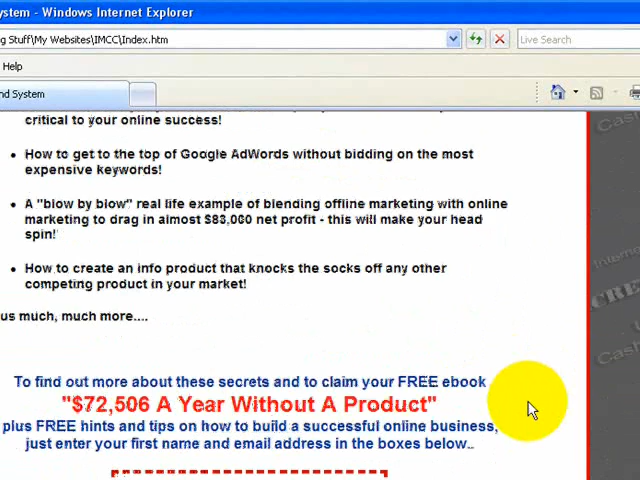 ystem - Windows Internet Explorer
g Stuff\My Websites\IMCC\Index.htm
Live Search
Help
nd System
critical to your online success!
How to get to the top of Google AdWords without bidding on the most
expensive keywords!
A "blow by blow" real life example of blending offline marketing with online
marketing to drag in almost $83,000 net profit - this will make your head
spin!
How to create an info product that knocks the socks off any other
competing product in your market!
us much, much more....
To find out more about these secrets and to claim your FREE ebook
"$72,506 A Year Without A Product"
plus FREE hints and tips on how to build a successful online business,
just enter your first name and email address in the boxes below..